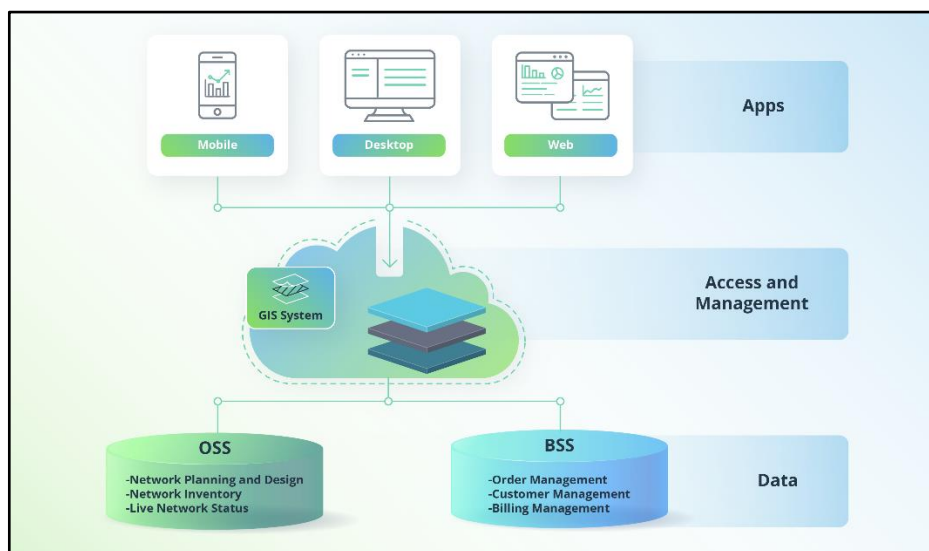 Mobile
Desktop
Web
Apps
GIS System
Access and
Management
OSS
-Network Planning and Design
-Network Inventory
-Live Network Status
BSS
-Order Management
-Customer Management
-Billing Management
Data